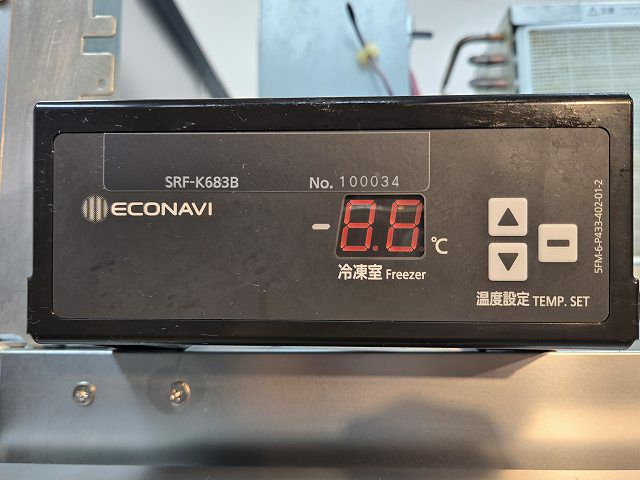 SRF-K683B No. 100034
ECONAVI
-8.8℃
冷凍室 Freezer
温度設定 TEMP. SET
5FM-6-P433-402-01-2